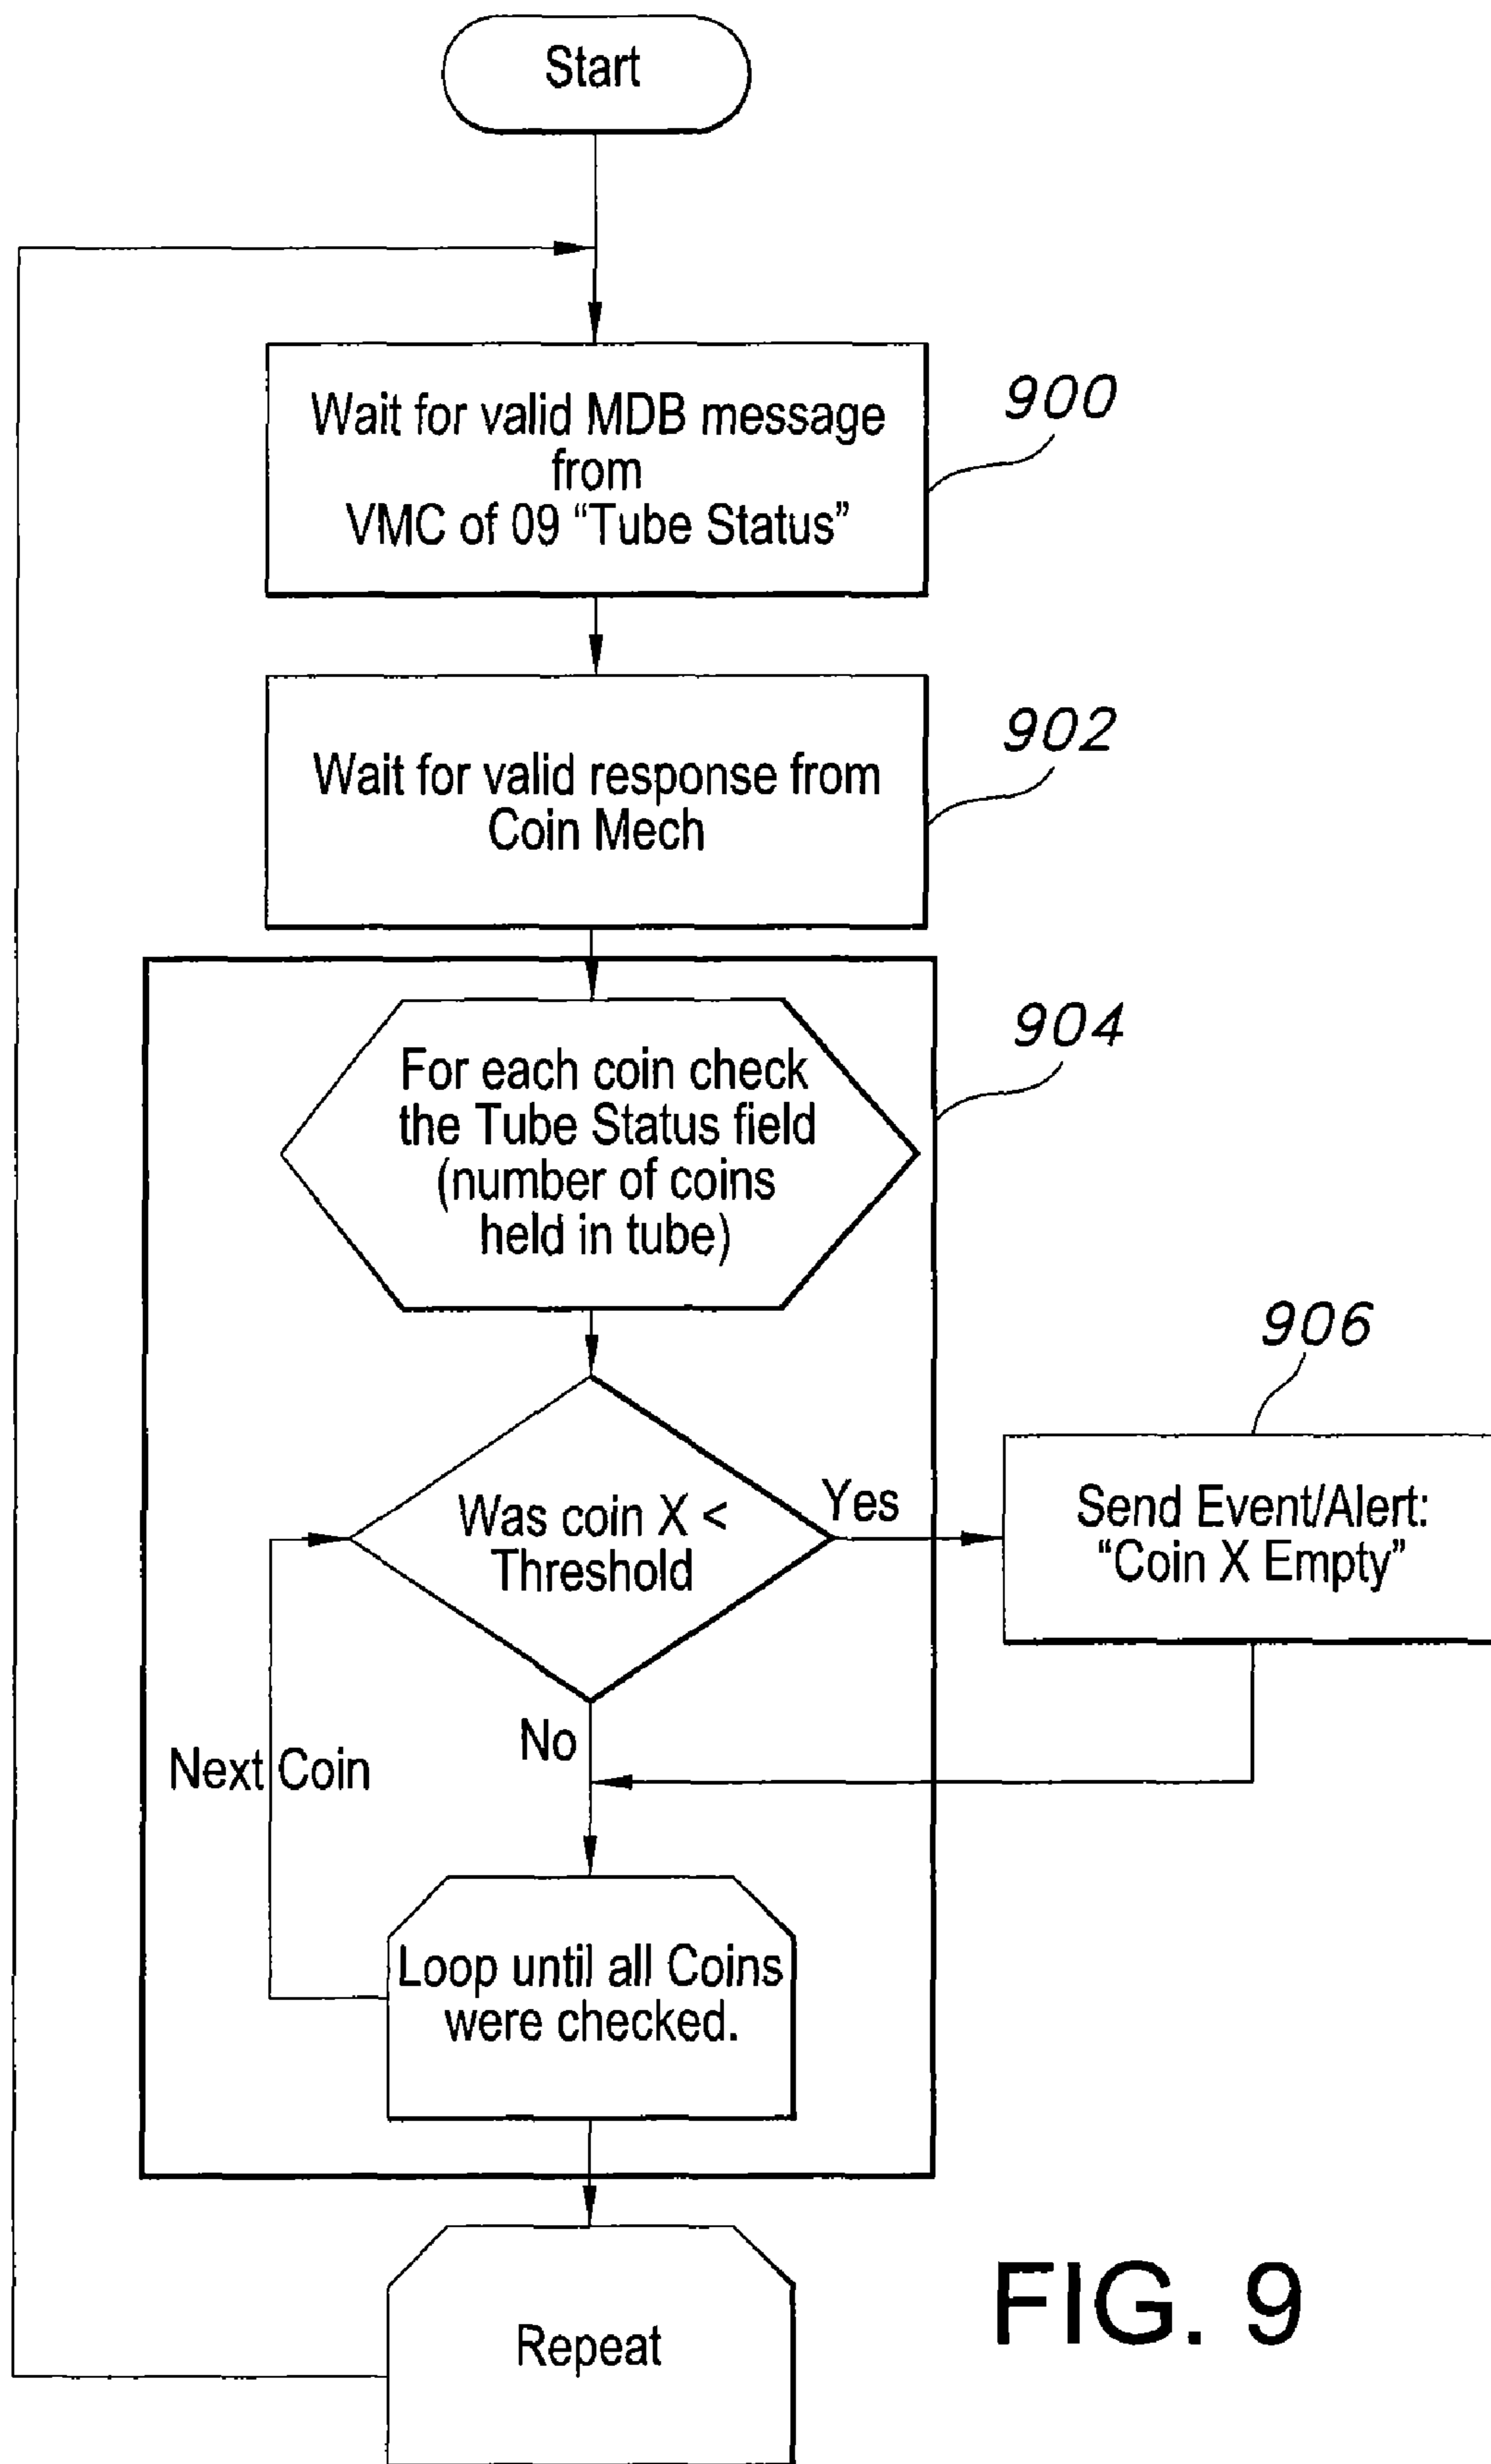 Start
Wait for valid MDB message
from
VMC of 09 “Tube Status”
900
Wait for valid response from
Coin Mech
902
For each coin check
the Tube Status field
(number of coins
held in tube)
904
Was coin X <
Threshold
Yes
906
Send Event/Alert:
“Coin X Empty”
No
Next Coin
Loop until all Coins
were checked.
Repeat
FIG. 9